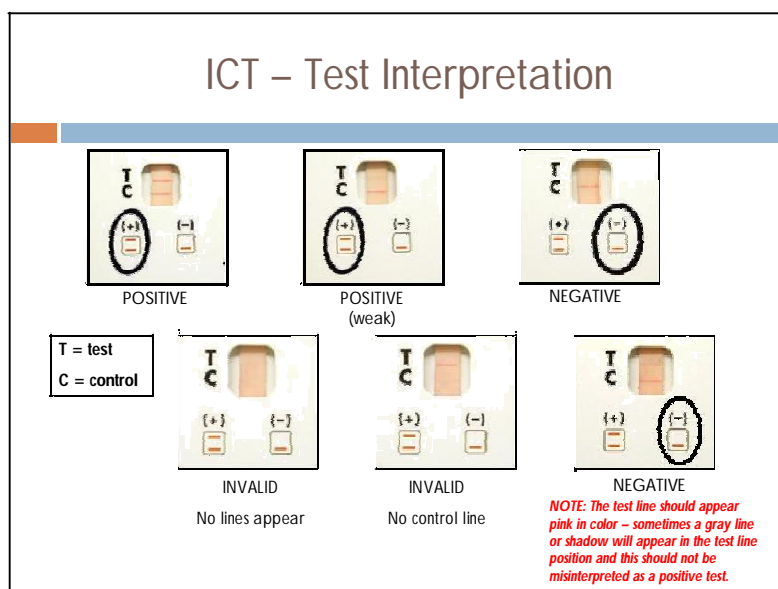 ICT – Test Interpretation
T
C
(+) (-)
POSITIVE
T
C
(+) (-)
POSITIVE
(weak)
T
C
(+) (-)
NEGATIVE
T = test
C = control
T
C
(+) (-)
INVALID
No lines appear
T
C
(+) (-)
INVALID
No control line
T
C
(+) (-)
NEGATIVE
NOTE: The test line should appear
pink in color – sometimes a gray line
or shadow will appear in the test line
position and this should not be
misinterpreted as a positive test.